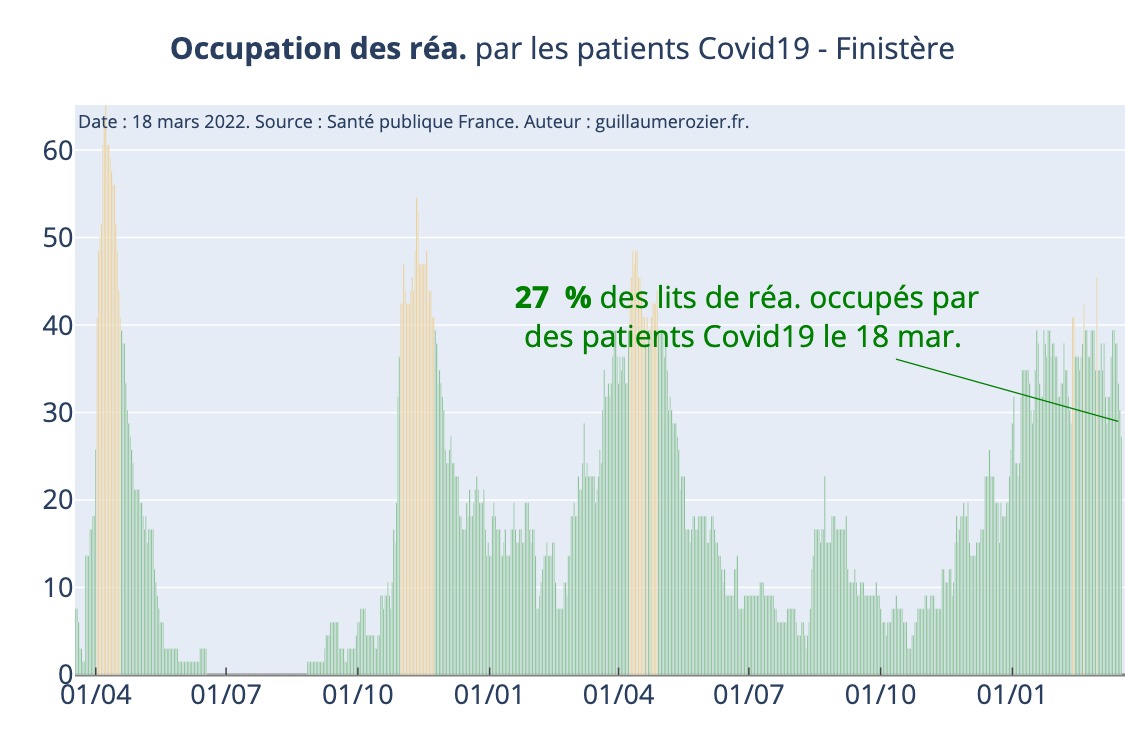 Occupation des réa. par les patients Covid19 - Finistère
Date : 18 mars 2022. Source : Santé publique France. Auteur : guillaumerozier.fr.
60
50
27 % des lits de réa. occupés par
40
des patients Covid19 le 18 mar.
30
20
10
0
01/04 01/07 01/10 01/01 01/04 01/07 01/10 01/01